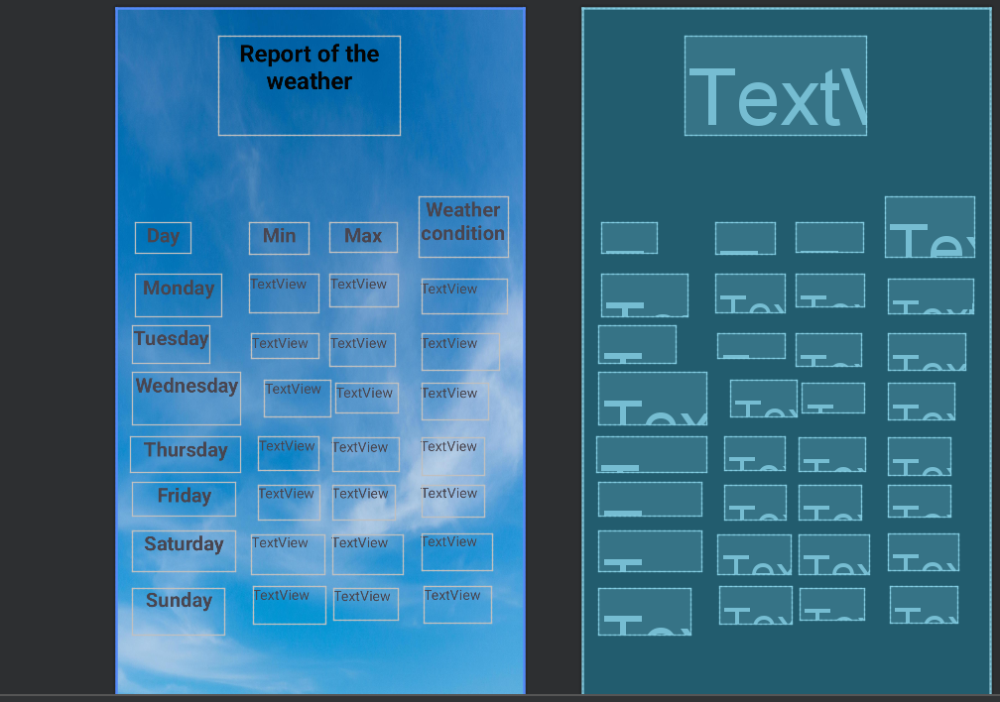 Report of the
weather
TextV
Weather
condition
Day Min Max
Te
Monday TextView TextView TextView
Tuesday TextView TextView TextView
Wednesday TextView TextView TextView
Thursday TextView TextView TextView
Friday TextView TextView TextView
Saturday TextView TextView TextView
Sunday TextView TextView TextView